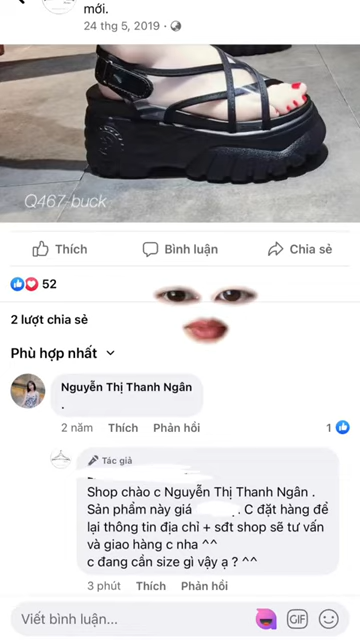 mới.
24 thg 5, 2019 ·
Q467-buck
Thích
Bình luận
Chia sẻ
52
2 lượt chia sẻ
Phù hợp nhất
Nguyễn Thị Thanh Ngân
.
2 năm Thích Phản hồi 1
Tác giả
Shop chào c Nguyễn Thị Thanh Ngân .
Sản phẩm này giá . C đặt hàng để
lại thông tin địa chỉ + sđt shop sẽ tư vấn
và giao hàng c nha ^^
c đang cần size gì vậy ạ ? ^^
3 phút Thích Phản hồi
Viết bình luận...
GIF